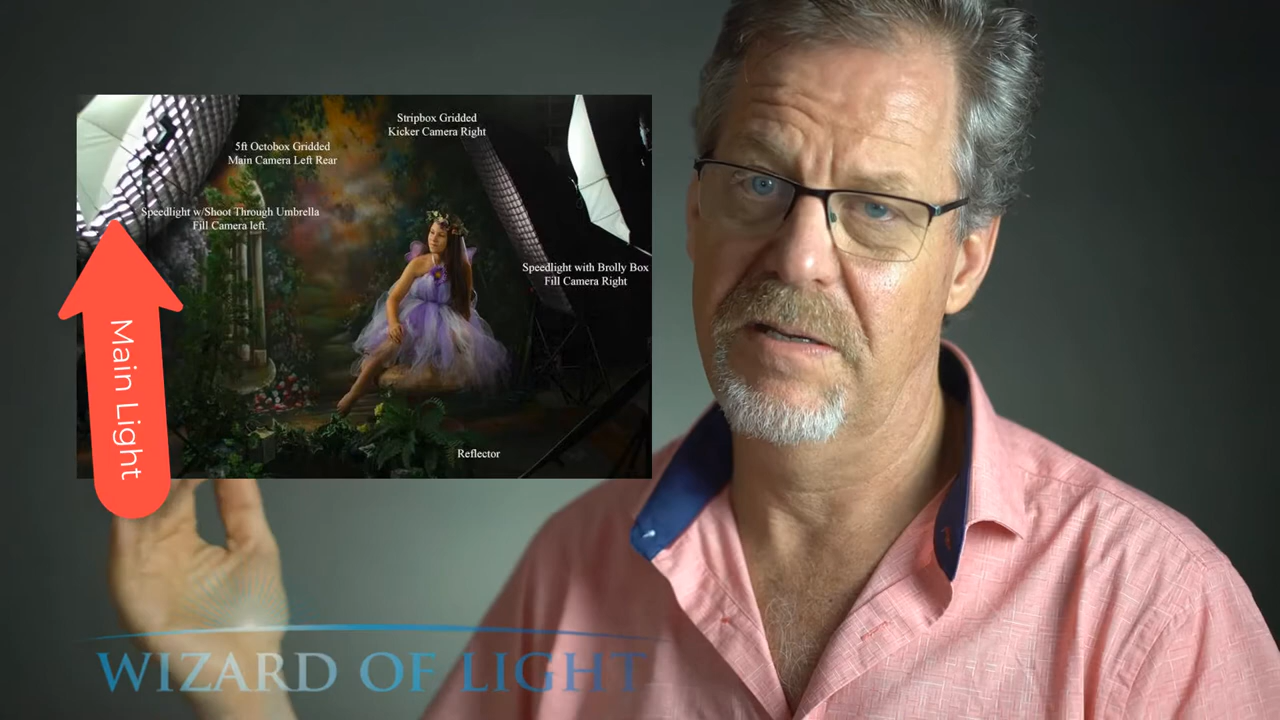 Stripbox Gridded
Kicker Camera Right
5ft Octobox Gridded
Main Camera Left Rear
Speedlight w/Shoot Through Umbrella
Fill Camera left.
Speedlight with Brolly Box
Fill Camera Right
Main Light
Reflector
WIZARD OF LIGHT